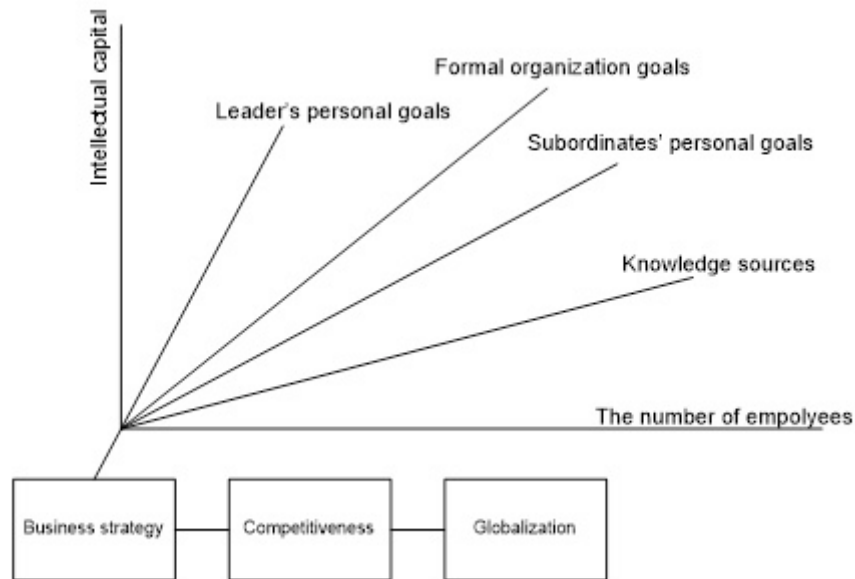 Intellectual capital
Formal organization goals
Leader's personal goals
Subordinates' personal goals
Knowledge sources
The number of empolyees
Business strategy
Competitiveness
Globalization